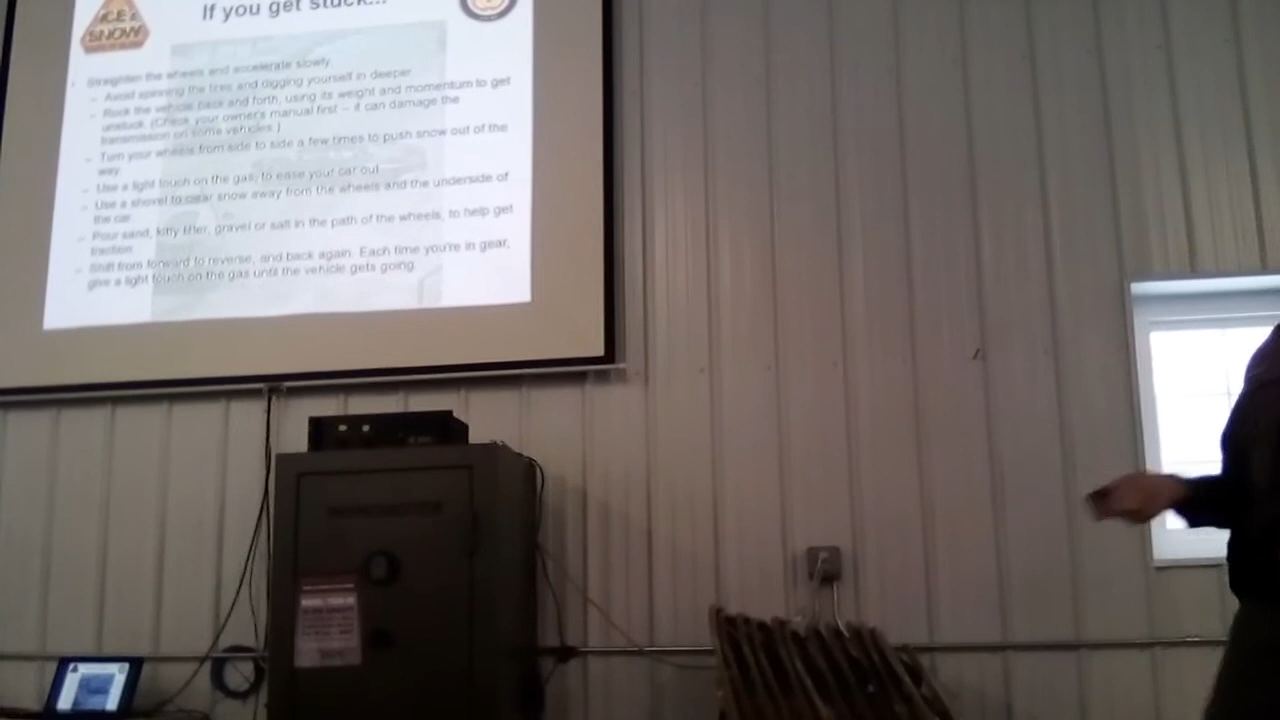 ICE &
SNOW
If you get stuck...
Straighten the wheels and accelerate slowly.
– Avoid spinning the tires and digging yourself in deeper.
– Rock the vehicle back and forth, using its weight and momentum to get
unstuck. (Check your owner's manual first – it can damage the
transmission on some vehicles.)
– Turn your wheels from side to side a few times to push snow out of the
way.
– Use a light touch on the gas, to ease your car out.
– Use a shovel to clear snow away from the wheels and the underside of
the car.
– Pour sand, kitty litter, gravel or salt in the path of the wheels, to help get
traction.
– Shift from forward to reverse, and back again. Each time you're in gear,
give a light touch on the gas until the vehicle gets going.